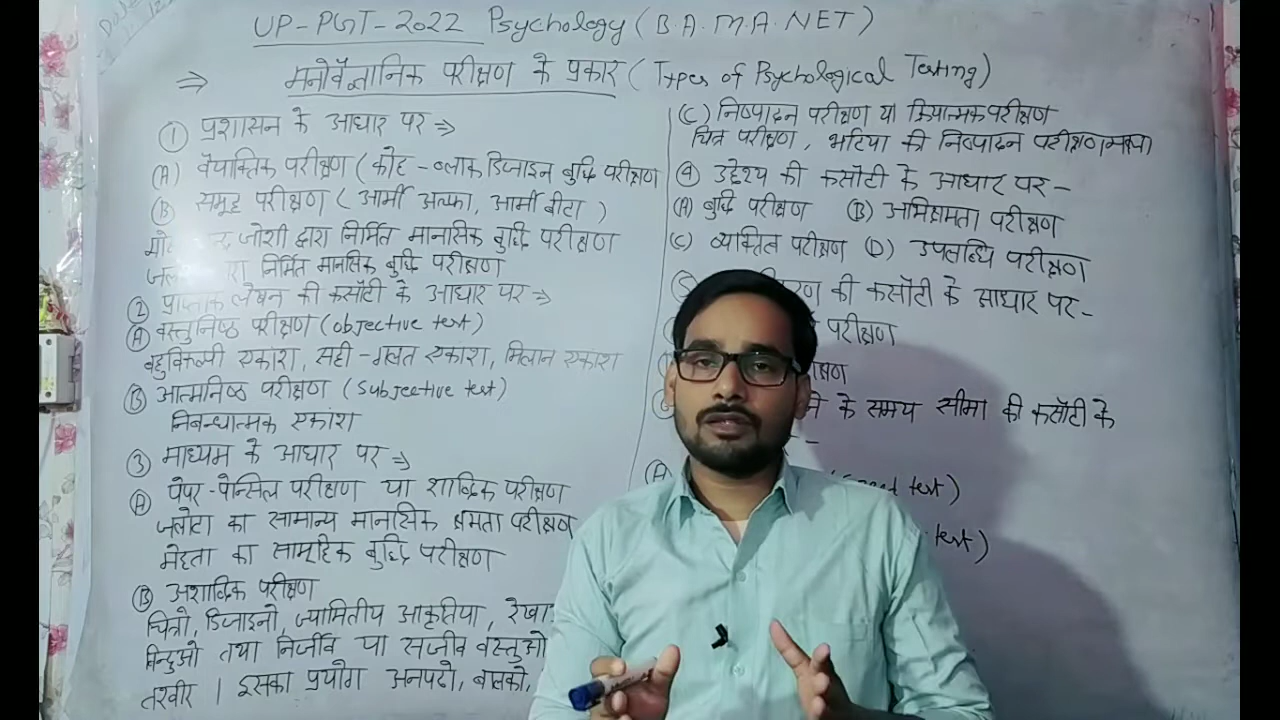 UP-PGT-2022 Psychology (B.A.M.A.NET)
⇒ मनोवैज्ञानिक परीक्षण के प्रकार (Types of Psychological Testing)
① प्रशासन के आधार पर ⇒
(A) वैयाक्तिक परीक्षण (कोह-ब्लाक डिजाइन बुद्धि परीक्षण
(B) समूह परीक्षण (आर्मी अल्फा, आर्मी बीटा)
जोशी द्वारा निर्मित मानसिक बुद्धि परीक्षण
निर्मित मानसिक बुद्धि परीक्षण
② प्राप्तांक लेखन की कसौटी के आधार पर ⇒
(A) वस्तुनिष्ठ परीक्षण (objective test)
बहुविकल्पी एकांश, सही-गलत एकांश, मिलान एकांश
(B) आत्मनिष्ठ परीक्षण (Subjective test)
निबन्धात्मक एकांश
③ माध्यम के आधार पर ⇒
(A) पेपर-पेन्सिल परीक्षण या शाब्दिक परीक्षण
जलोटा का सामान्य मानसिक क्षमता परीक्षण
मेहता का सामूहिक बुद्धि परीक्षण
(B) अशाब्दिक परीक्षण
चित्रो, डिजाइनो, ज्यामितीय आकृतिया, रेखा
बिन्दुओ तथा निर्जीव या सजीव वस्तुओ
तस्वीर । इसका प्रयोग अनपढो, बालको,
(C) निष्पादन परीक्षण या क्रियात्मक परीक्षण
चित्र परीक्षण, भाटिया की निष्पादन परीक्षणमाला
④ उद्देश्य की कसौटी के आधार पर-
(A) बुद्धि परीक्षण (B) अभिक्षमता परीक्षण
(C) व्यक्तित्व परीक्षण (D) उपलब्धि परीक्षण
की कसौटी के आधार पर-
परीक्षण
के समय सीमा की कसौटी के
(A
test)
test)